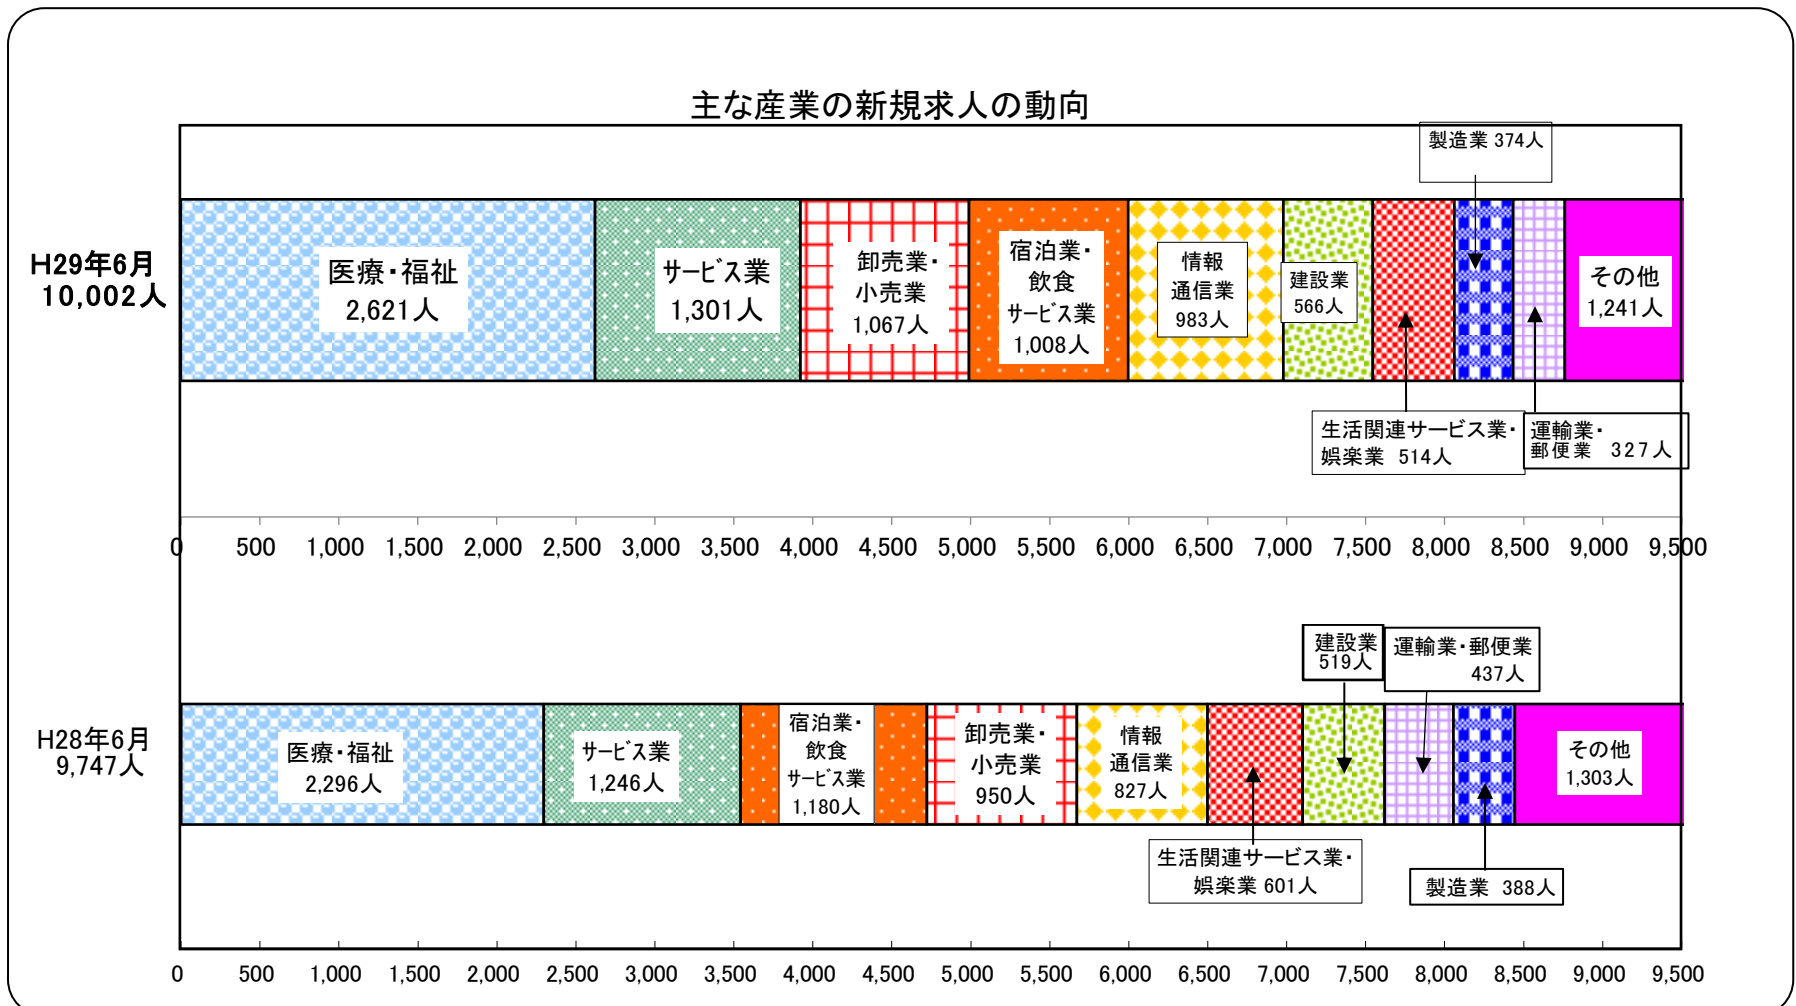 主な産業の新規求人の動向
製造業 374人
H29年6月
10,002人
医療・福祉
2,621人
サービス業
1,301人
卸売業・
小売業
1,067人
宿泊業・
飲食
サービス業
1,008人
情報
通信業
983人
建設業
566人
その他
1,241人
生活関連サービス業・
娯楽業 514人
運輸業・
郵便業 327人
0 500 1,000 1,500 2,000 2,500 3,000 3,500 4,000 4,500 5,000 5,500 6,000 6,500 7,000 7,500 8,000 8,500 9,000 9,500
建設業
519人
運輸業・郵便業
437人
H28年6月
9,747人
医療・福祉
2,296人
サービス業
1,246人
宿泊業・
飲食
サービス業
1,180人
卸売業・
小売業
950人
情報
通信業
827人
その他
1,303人
生活関連サービス業・
娯楽業 601人
製造業 388人
0 500 1,000 1,500 2,000 2,500 3,000 3,500 4,000 4,500 5,000 5,500 6,000 6,500 7,000 7,500 8,000 8,500 9,000 9,500